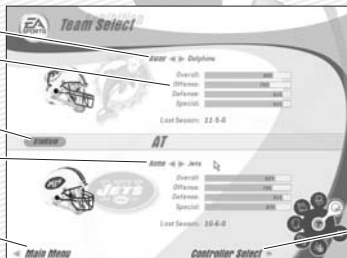 EA SPORTS
Team Select
AWAY Dolphins
Overall:
Offense:
Defense:
Special:
Last Season: 11-5-0
Stadium
AT
HOME Jets
JETS
Overall:
Offense:
Defense:
Special:
Last Season: 10-6-0
Main Menu
Controller Select